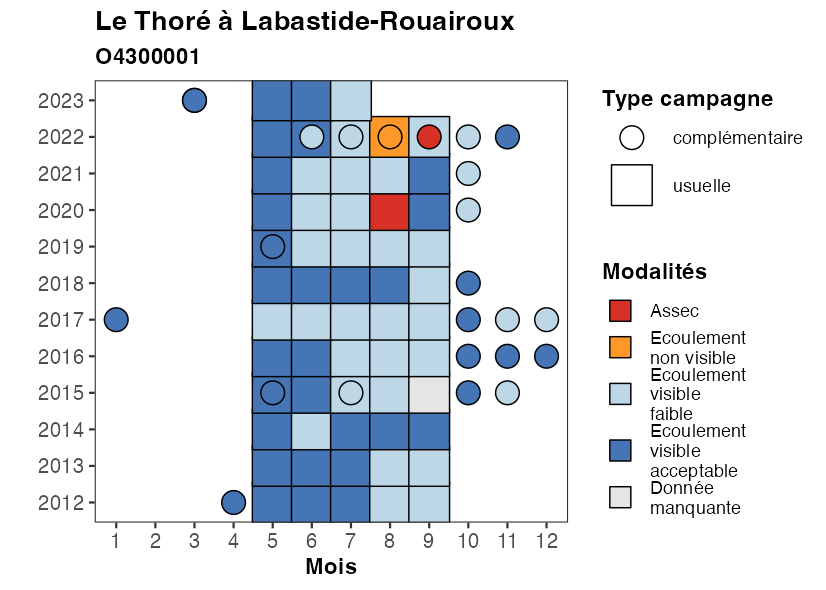 Le Thoré à Labastide-Rouairoux
O4300001
2023
2022
2021
2020
2019
2018
2017
2016
2015
2014
2013
2012
1 2 3 4 5 6 7 8 9 10 11 12
Mois
Type campagne
complémentaire
usuelle
Modalités
Assec
Ecoulement
non visible
Ecoulement
visible
faible
Ecoulement
visible
acceptable
Donnée
manquante